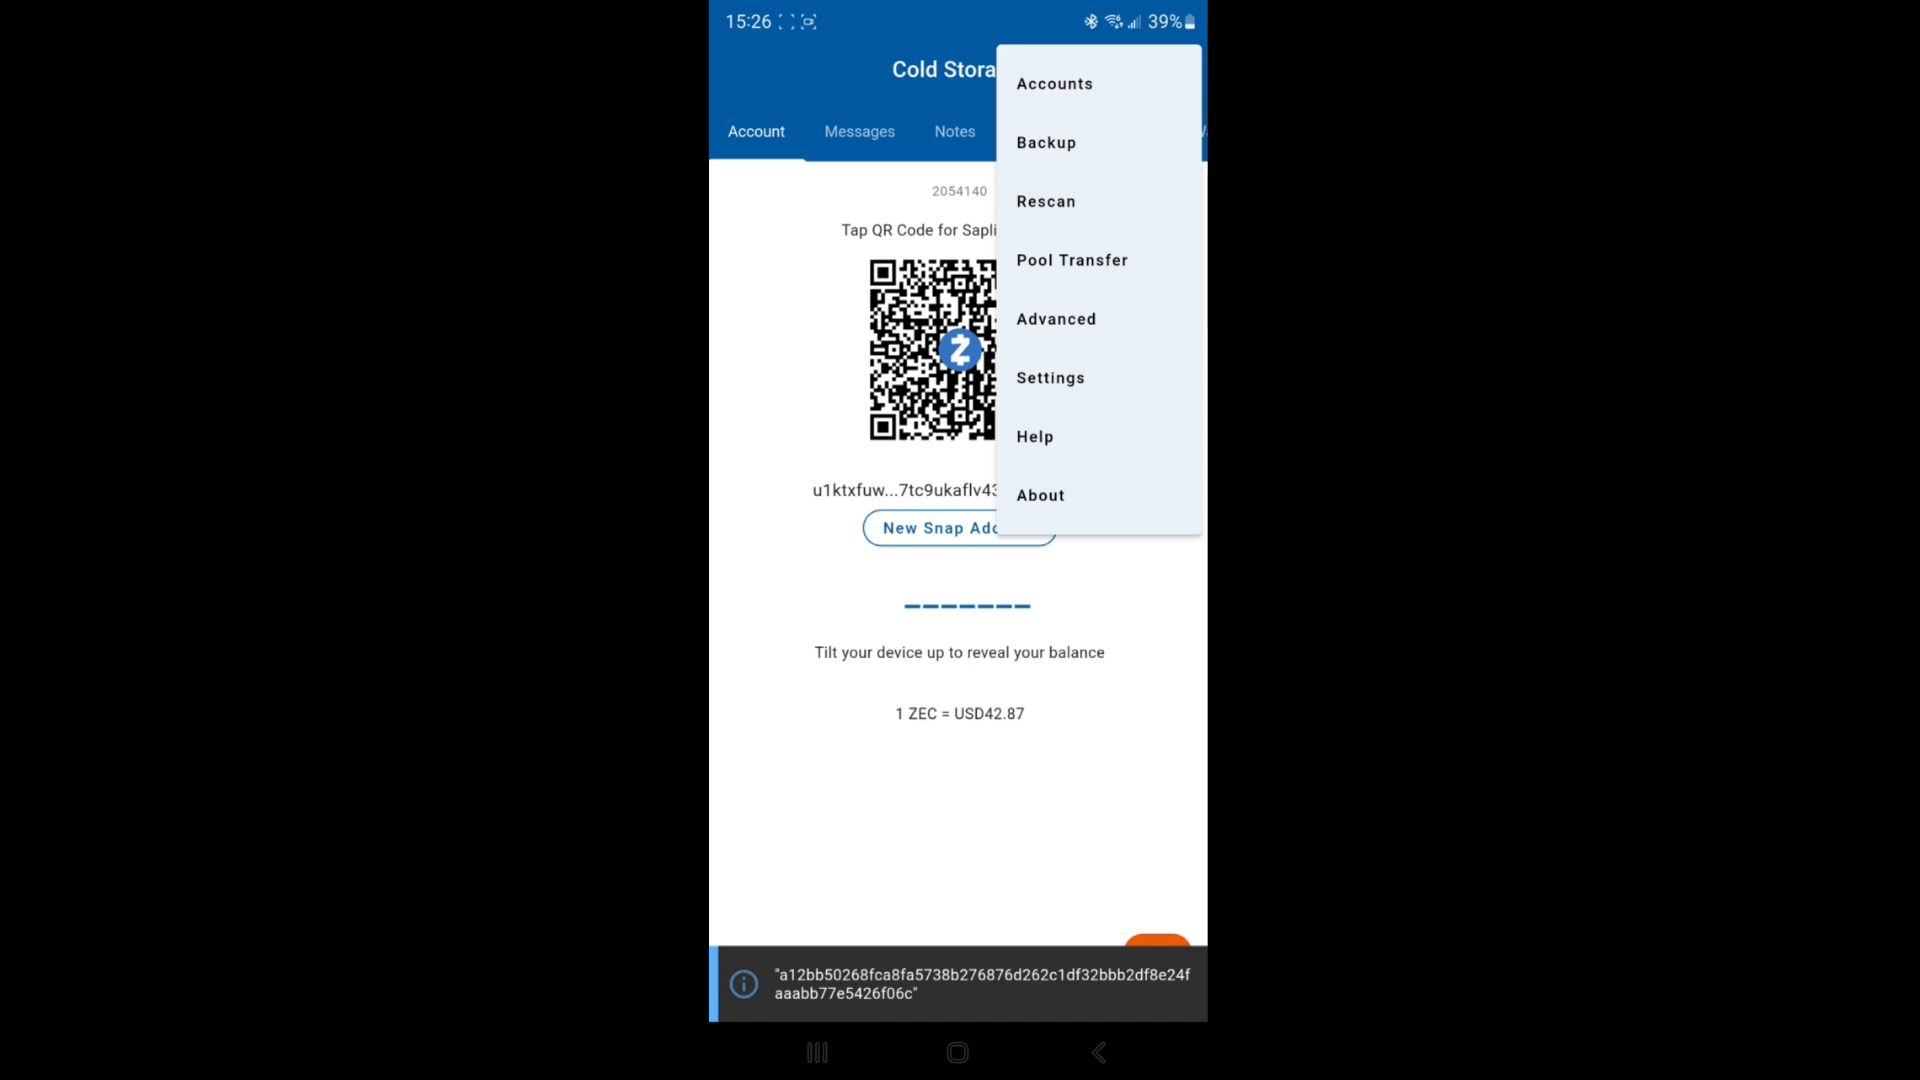 15:26
39%
Cold Stora
Accounts
Account
Messages
Notes
Backup
2054140
Rescan
Tap QR Code for Sapli
Pool Transfer
Advanced
Settings
Help
u1ktxfuw...7tc9ukaflv43
About
New Snap Add
Tilt your device up to reveal your balance
1 ZEC = USD42.87
"a12bb50268fca8fa5738b276876d262c1df32bbb2df8e24f
aaabb77e5426f06c"